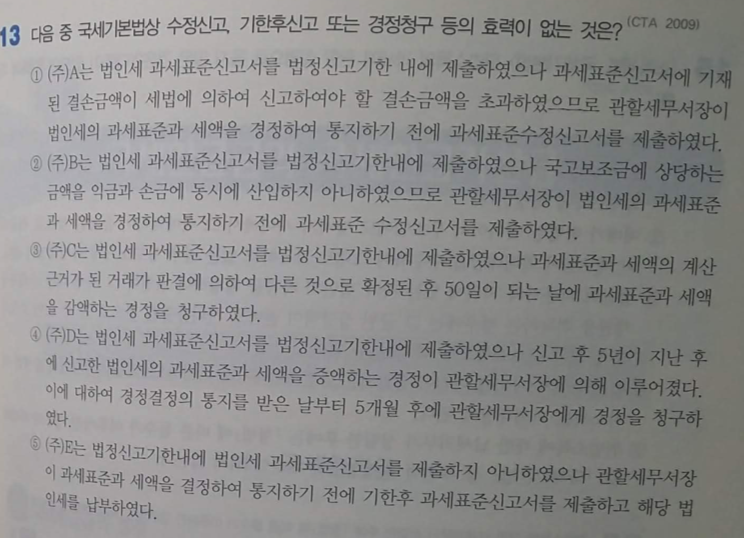 13 다음 중 국세기본법상 수정신고, 기한후신고 또는 경정청구 등의 효력이 없는 것은? (CTA 2009)
① (주)A는 법인세 과세표준신고서를 법정신고기한 내에 제출하였으나 과세표준신고서에 기재
된 결손금액이 세법에 의하여 신고하여야 할 결손금액을 초과하였으므로 관할세무서장이
법인세의 과세표준과 세액을 경정하여 통지하기 전에 과세표준수정신고서를 제출하였다.
② (주)B는 법인세 과세표준신고서를 법정신고기한내에 제출하였으나 국고보조금에 상당하는
금액을 익금과 손금에 동시에 산입하지 아니하였으므로 관할세무서장이 법인세의 과세표준
과 세액을 경정하여 통지하기 전에 과세표준 수정신고서를 제출하였다.
③ (주)C는 법인세 과세표준신고서를 법정신고기한내에 제출하였으나 과세표준과 세액의 계산
근거가 된 거래가 판결에 의하여 다른 것으로 확정된 후 50일이 되는 날에 과세표준과 세액
을 감액하는 경정을 청구하였다.
④ (주)D는 법인세 과세표준신고서를 법정신고기한내에 제출하였으나 신고 후 5년이 지난 후
에 신고한 법인세의 과세표준과 세액을 증액하는 경정이 관할세무서장에 의해 이루어졌다.
이에 대하여 경정결정의 통지를 받은 날부터 5개월 후에 관할세무서장에게 경정을 청구하
였다.
⑤ (주)E는 법정신고기한내에 법인세 과세표준신고서를 제출하지 아니하였으나 관할세무서장
이 과세표준과 세액을 결정하여 통지하기 전에 기한후 과세표준신고서를 제출하고 해당 법
인세를 납부하였다.